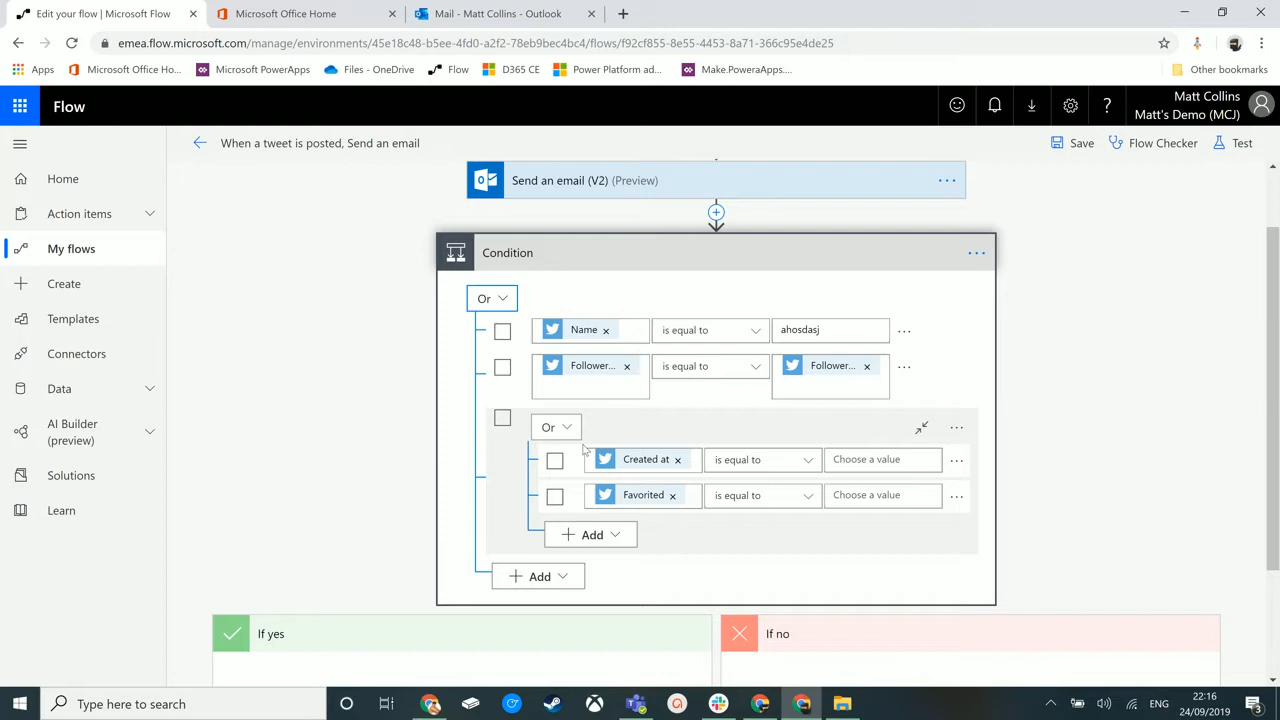 Edit your flow | Microsoft Flow
Microsoft Office Home
Mail - Matt Collins - Outlook
emea.flow.microsoft.com/manage/environments/45e18c48-b5ee-4fd0-a2f2-78eb9bec4bc4/flows/f92cf855-8e55-4453-8a71-366c95e4de25
Apps
Microsoft Office Ho...
Microsoft PowerApps
Files - OneDrive
Flow
D365 CE
Power Platform ad...
Make.PoweraApps....
Other bookmarks
Flow
?
Matt Collins
Matt's Demo (MCJ)
When a tweet is posted, Send an email
Save
Flow Checker
Test
Home
Action items
My flows
Create
Templates
Connectors
Data
AI Builder
(preview)
Solutions
Learn
Send an email (V2) (Preview)
Condition
Or
Name
is equal to
ahosdasj
Follower...
is equal to
Follower...
Or
Created at
is equal to
Choose a value
Favorited
is equal to
Choose a value
Add
Add
If yes
If no
Type here to search
ENG
22:16
24/09/2019
3